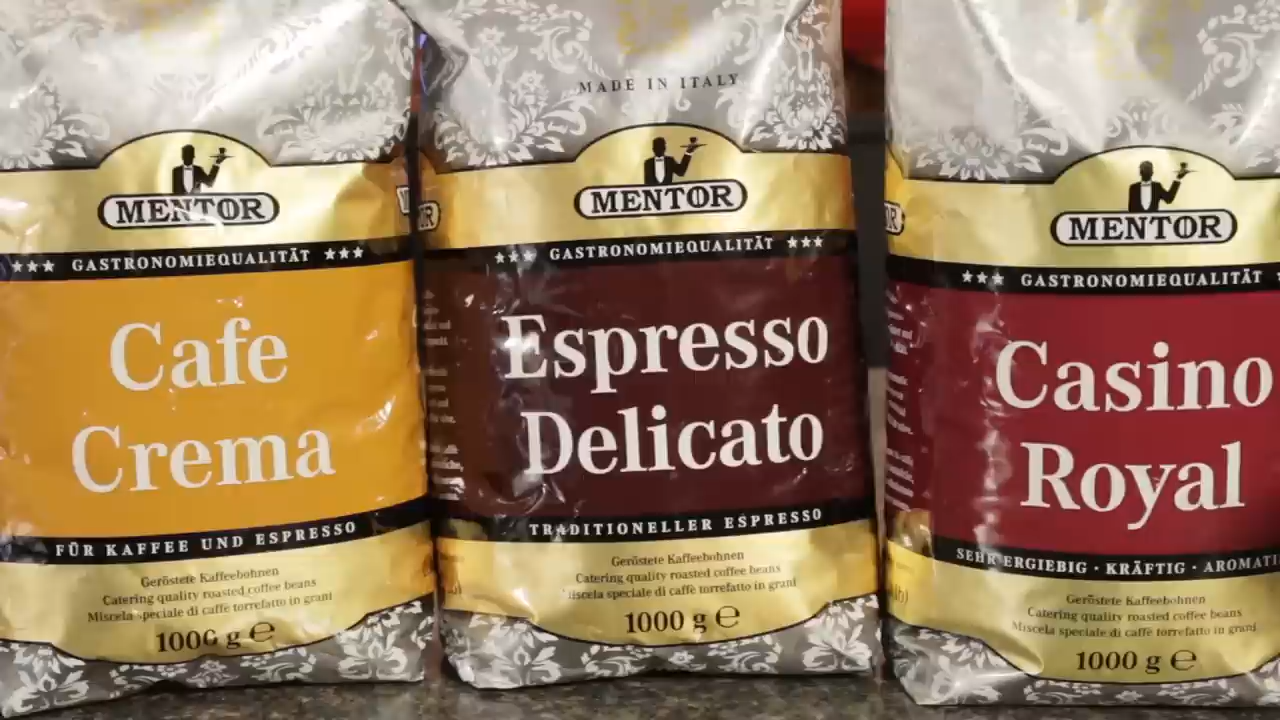 MENTOR
★★★ GASTRONOMIEQUALITÄT ★★★
Cafe
Crema
FÜR KAFFEE UND ESPRESSO
Geröstete Kaffeebohnen
Catering quality roasted coffee beans
Miscela speciale di caffè torrefatto in grani
1000 g ℮
MADE IN ITALY
MENTOR
★★★ GASTRONOMIEQUALITÄT ★★★
Espresso
Delicato
TRADITIONELLER ESPRESSO
Geröstete Kaffeebohnen
Catering quality roasted coffee beans
Miscela speciale di caffè torrefatto in grani
1000 g ℮
MENTOR
★★★ GASTRONOMIEQUALITÄT
Casino
Royal
SEHR ERGIEBIG · KRÄFTIG ·
Geröstete Kaffeebohnen
Catering quality roasted coffee beans
Miscela speciale di caffè torrefatto in grani
1000 g ℮